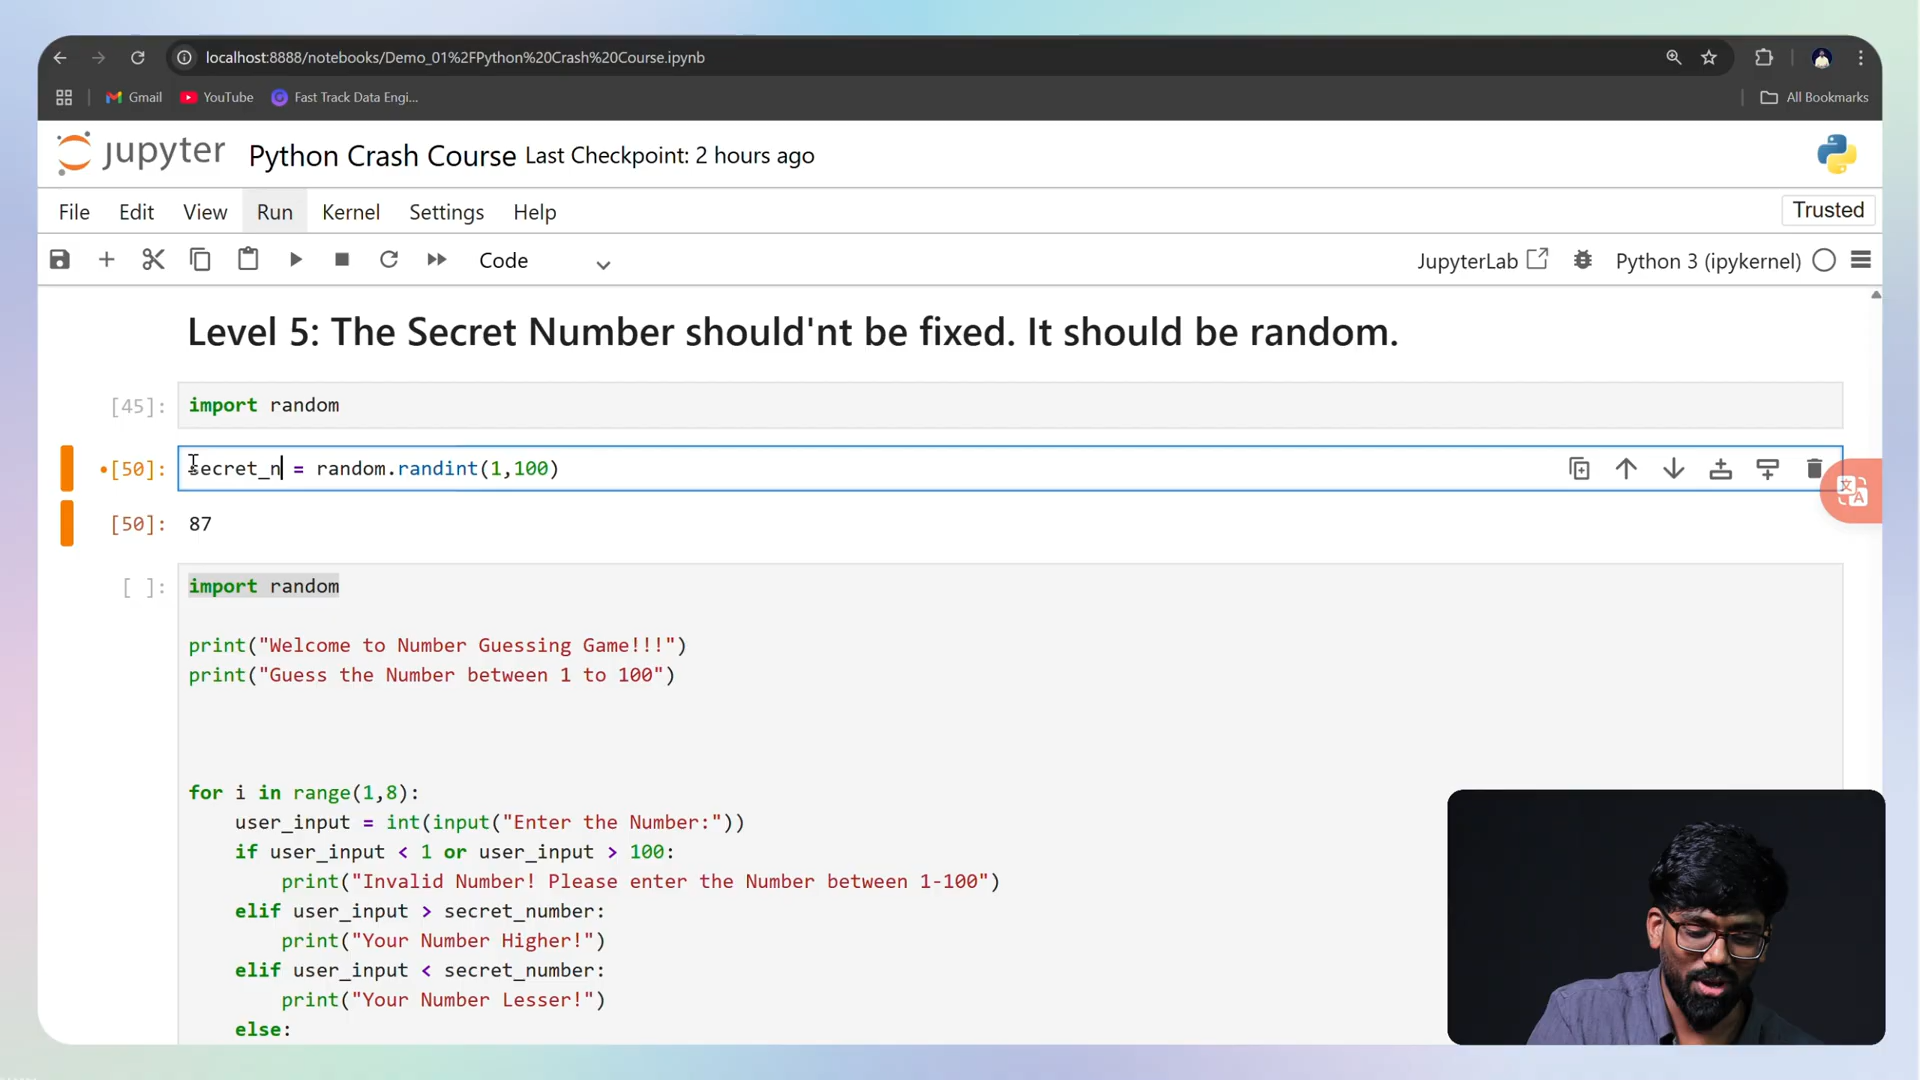 localhost:8888/notebooks/Demo_01%2FPython%20Crash%20Course.ipynb
Gmail YouTube Fast Track Data Engi... All Bookmarks
jupyter Python Crash Course Last Checkpoint: 2 hours ago
File Edit View Run Kernel Settings Help Trusted
Code JupyterLab Python 3 (ipykernel)
Level 5: The Secret Number should'nt be fixed. It should be random.
[45]: import random
[50]: secret_n = random.randint(1,100)
[50]: 87
[ ]: import random
print("Welcome to Number Guessing Game!!!")
print("Guess the Number between 1 to 100")
for i in range(1,8):
user_input = int(input("Enter the Number:"))
if user_input < 1 or user_input > 100:
print("Invalid Number! Please enter the Number between 1-100")
elif user_input > secret_number:
print("Your Number Higher!")
elif user_input < secret_number:
print("Your Number Lesser!")
else: